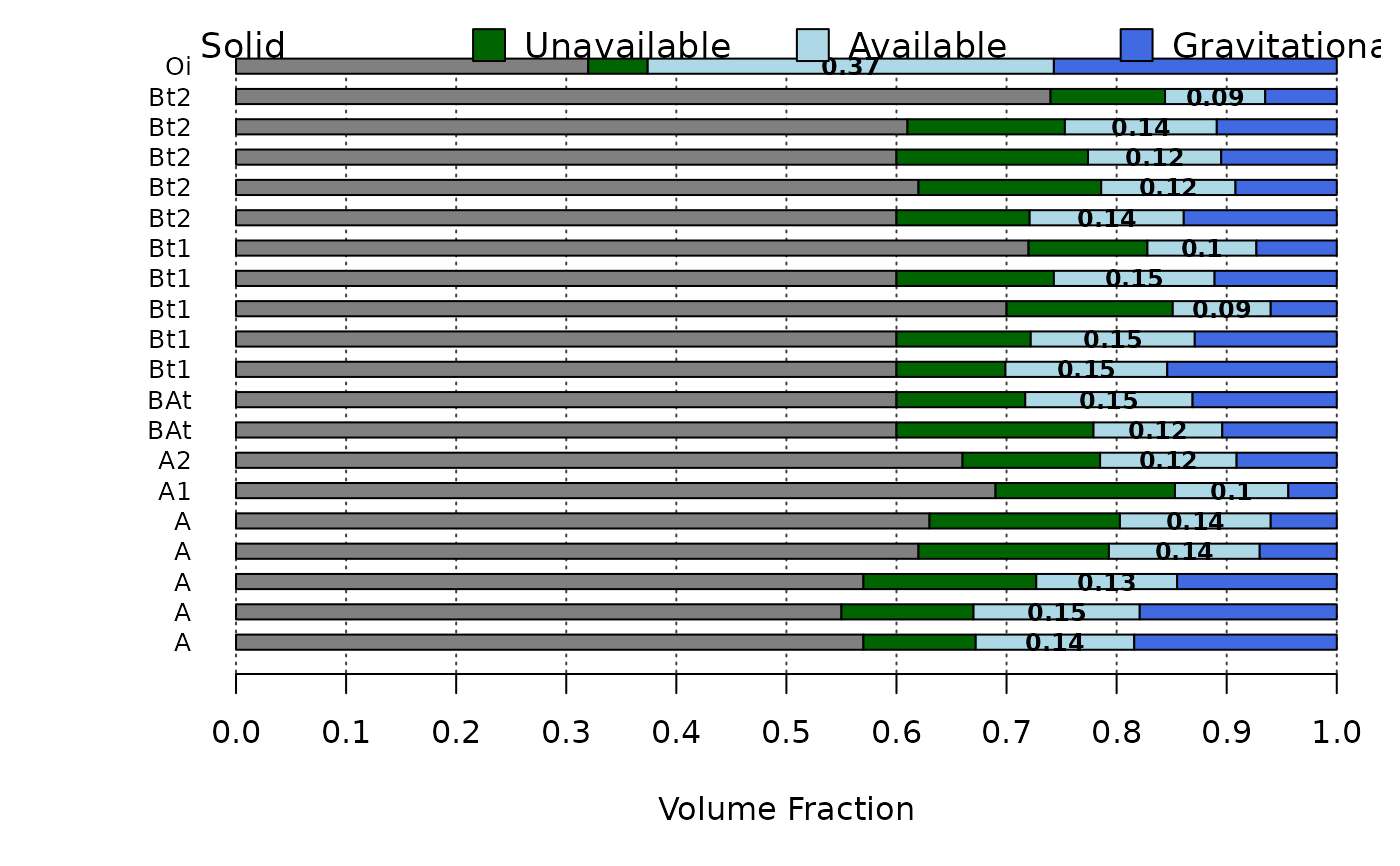 Solid Unavailable Available Gravitationa
Oi 0.37
Bt2 0.09
Bt2 0.14
Bt2 0.12
Bt2 0.12
Bt2 0.14
Bt1 0.1
Bt1 0.15
Bt1 0.09
Bt1 0.15
Bt1 0.15
BAt 0.15
BAt 0.12
A2 0.12
A1 0.1
A 0.14
A 0.14
A 0.13
A 0.15
A 0.14
0.0 0.1 0.2 0.3 0.4 0.5 0.6 0.7 0.8 0.9 1.0
Volume Fraction